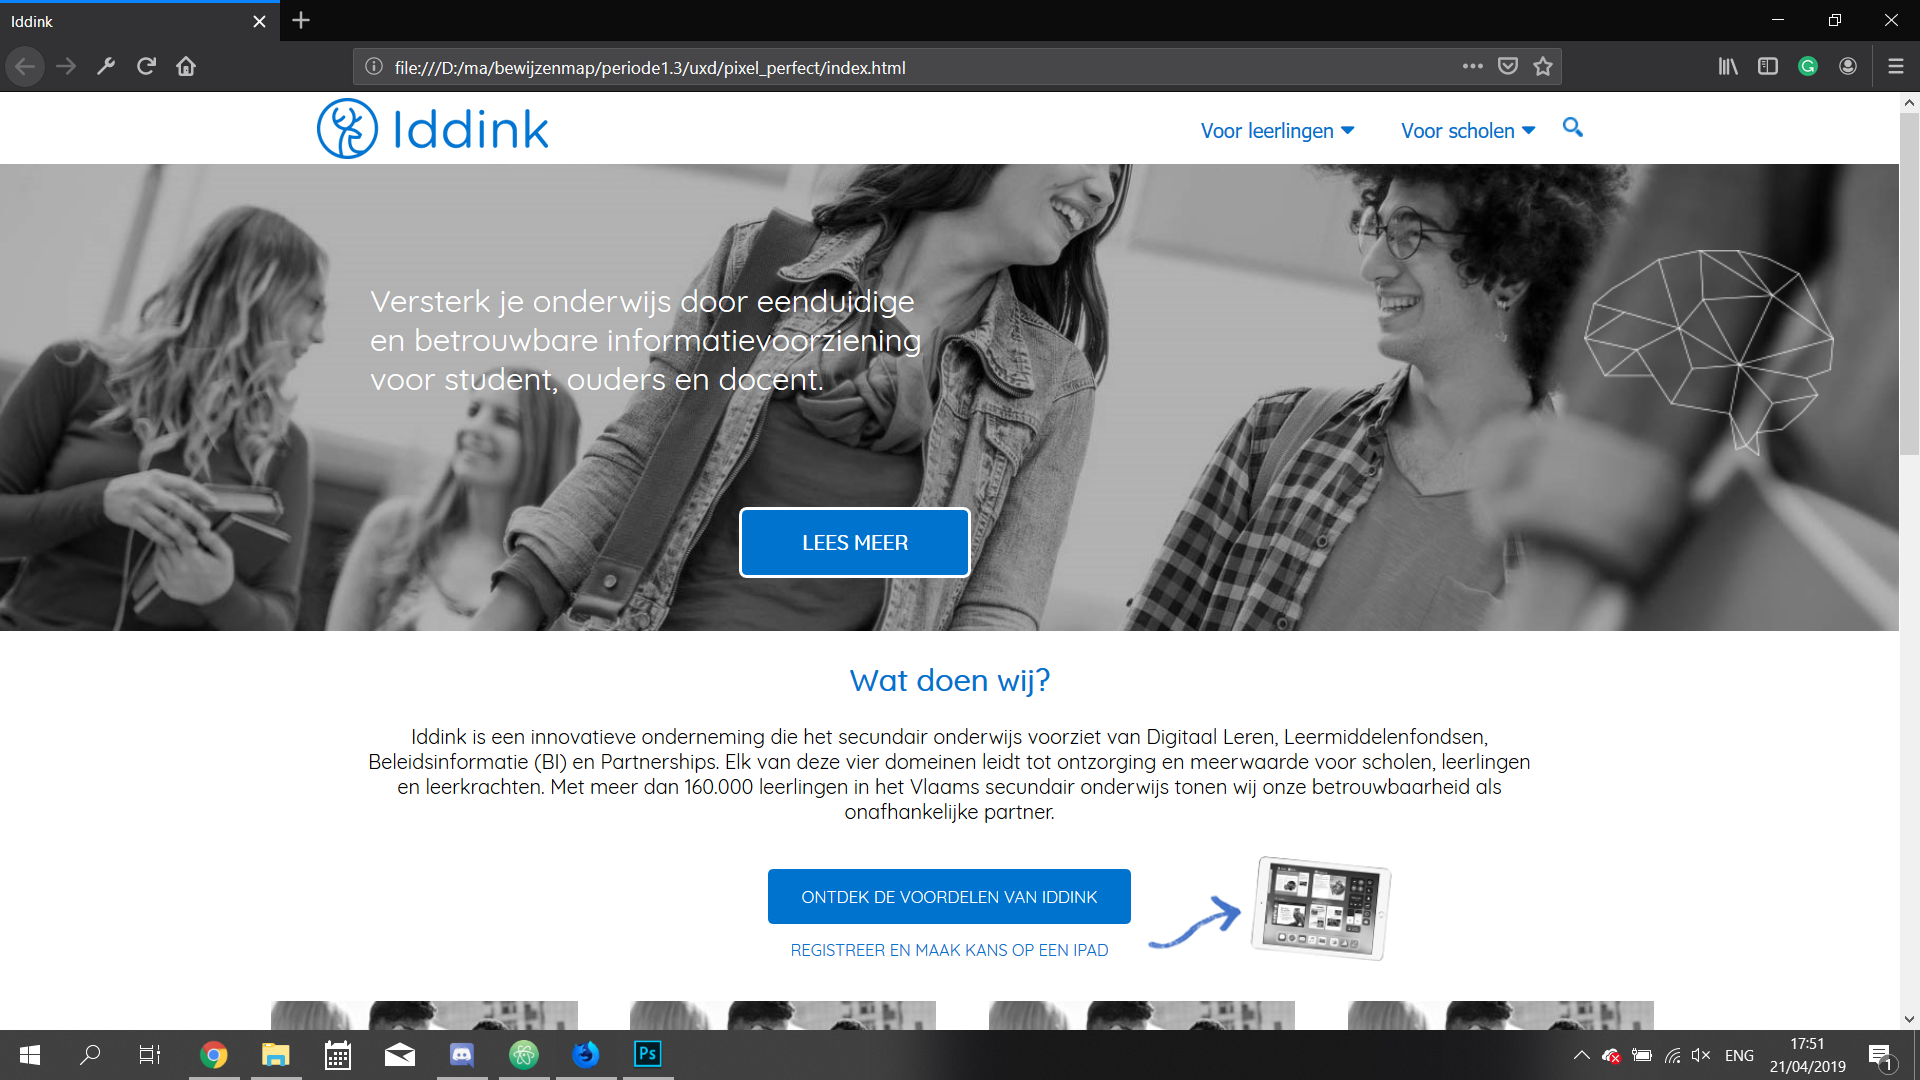 Iddink
file:///D:/ma/bewijzenmap/periode1.3/uxd/pixel_perfect/index.html
Iddink
Voor leerlingen
Voor scholen
Versterk je onderwijs door eenduidige
en betrouwbare informatievoorziening
voor student, ouders en docent.
LEES MEER
Wat doen wij?
Iddink is een innovatieve onderneming die het secundair onderwijs voorziet van Digitaal Leren, Leermiddelenfondsen,
Beleidsinformatie (BI) en Partnerships. Elk van deze vier domeinen leidt tot ontzorging en meerwaarde voor scholen, leerlingen
en leerkrachten. Met meer dan 160.000 leerlingen in het Vlaams secundair onderwijs tonen wij onze betrouwbaarheid als
onafhankelijke partner.
ONTDEK DE VOORDELEN VAN IDDINK
REGISTREER EN MAAK KANS OP EEN IPAD
Ps
ENG
17:51
21/04/2019
1